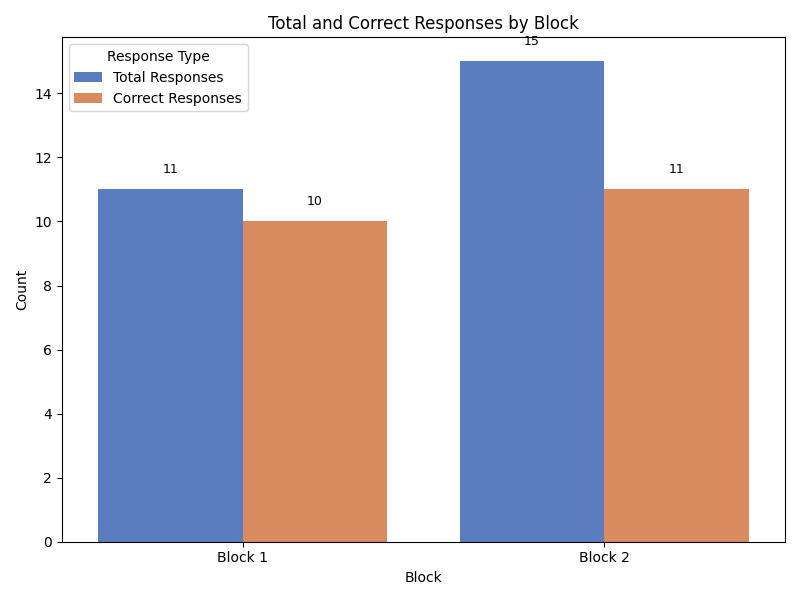 Total and Correct Responses by Block
15
Response Type
Total Responses
Correct Responses
14
12
11
11
10
10
8
6
4
2
0
Count
Block 1
Block 2
Block